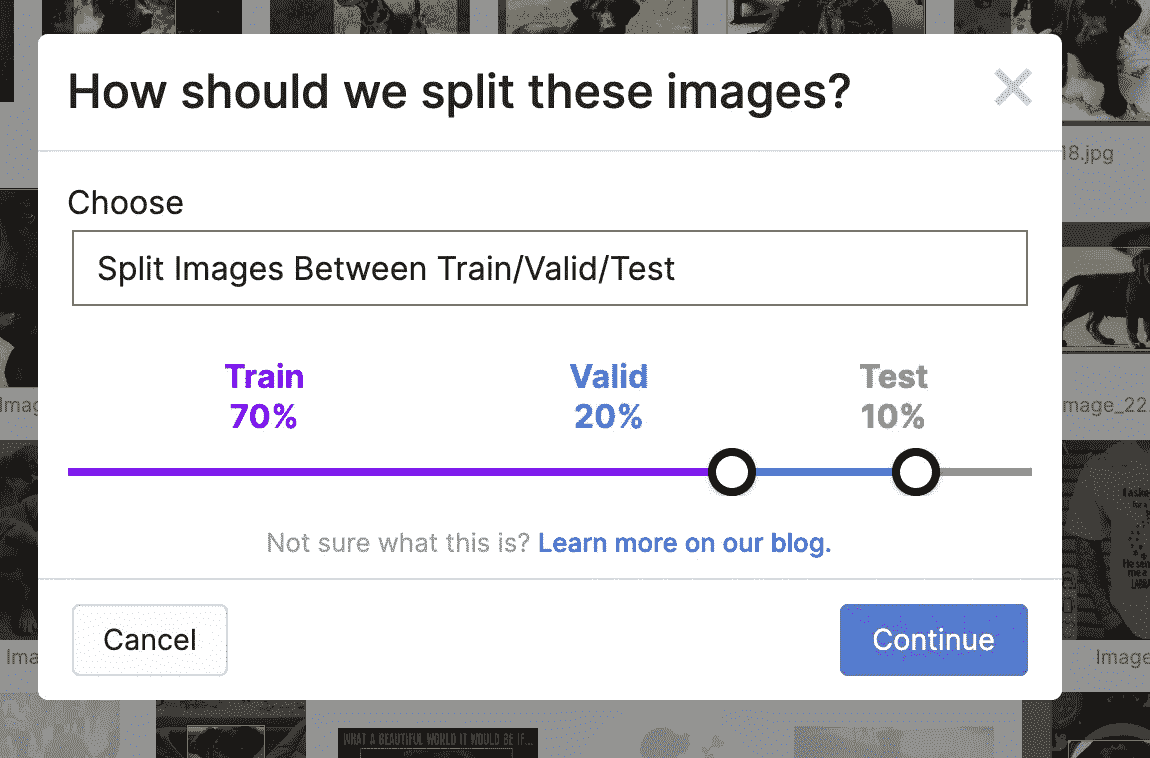 How should we split these images?
18.jpg
Choose
Split Images Between Train/Valid/Test
Train
Valid
Test
70%
20%
10%
mage_22.
Not sure what this is? Learn more on our blog.
Cancel
Continue
Image
WHAT A BEAUTIFUL WORLD IT WOULD BE IF...